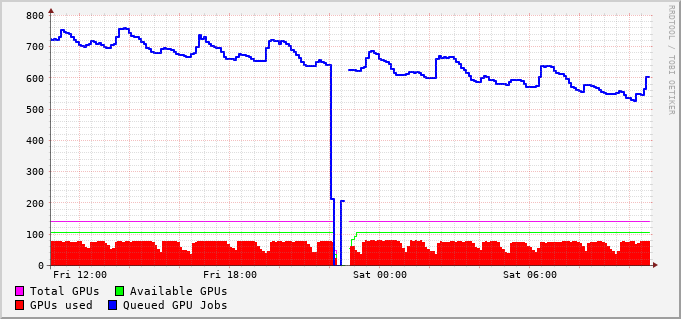 800
700
600
500
400
300
200
100
0
Fri 12:00 Fri 18:00 Sat 00:00 Sat 06:00
Total GPUs Available GPUs
GPUs used Queued GPU Jobs
RRDTOOL / TOBI OETIKER